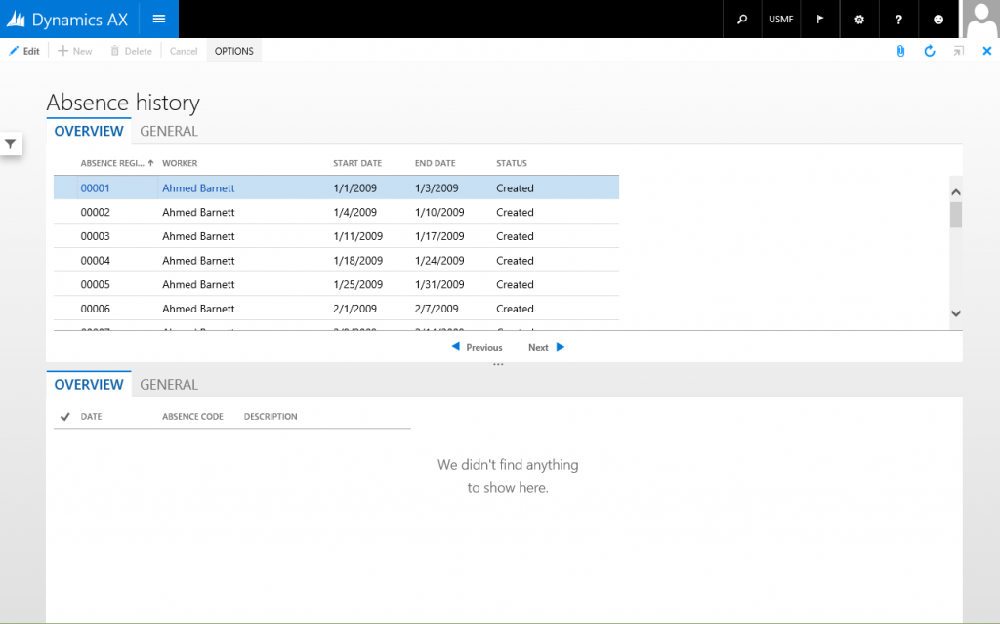 Dynamics AX
USMF
?
Edit New Delete Cancel OPTIONS
Absence history
OVERVIEW GENERAL
ABSENCE REGI... WORKER START DATE END DATE STATUS
00001 Ahmed Barnett 1/1/2009 1/3/2009 Created
00002 Ahmed Barnett 1/4/2009 1/10/2009 Created
00003 Ahmed Barnett 1/11/2009 1/17/2009 Created
00004 Ahmed Barnett 1/18/2009 1/24/2009 Created
00005 Ahmed Barnett 1/25/2009 1/31/2009 Created
00006 Ahmed Barnett 2/1/2009 2/7/2009 Created
Previous Next
OVERVIEW GENERAL
DATE ABSENCE CODE DESCRIPTION
We didn't find anything
to show here.